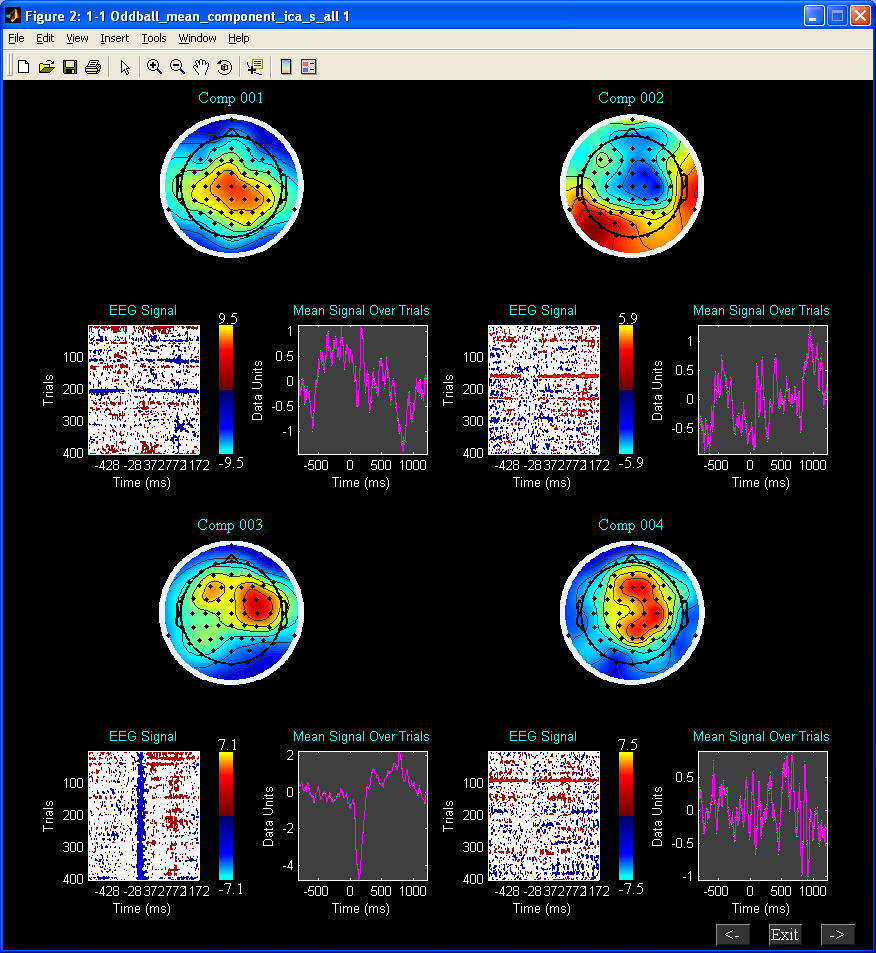 Figure 2: 1-1 Oddball_mean_component_ica_s_all 1
File Edit View Insert Tools Window Help
Comp 001
Comp 002
EEG Signal
9.5
-9.5
Trials
100
200
300
400
-428 -28 372 772 1172
Time (ms)
Mean Signal Over Trials
Data Units
1
0.5
0
-0.5
-1
-500 0 500 1000
Time (ms)
EEG Signal
5.9
-5.9
Trials
100
200
300
400
-428 -28 372 772 1172
Time (ms)
Mean Signal Over Trials
Data Units
1
0.5
0
-0.5
-500 0 500 1000
Time (ms)
Comp 003
Comp 004
EEG Signal
7.1
-7.1
Trials
100
200
300
400
-428 -28 372 772 1172
Time (ms)
Mean Signal Over Trials
Data Units
2
0
-2
-4
-500 0 500 1000
Time (ms)
EEG Signal
7.5
-7.5
Trials
100
200
300
400
-428 -28 372 772 1172
Time (ms)
Mean Signal Over Trials
Data Units
0.5
0
-0.5
-1
-500 0 500 1000
Time (ms)
<- Exit ->